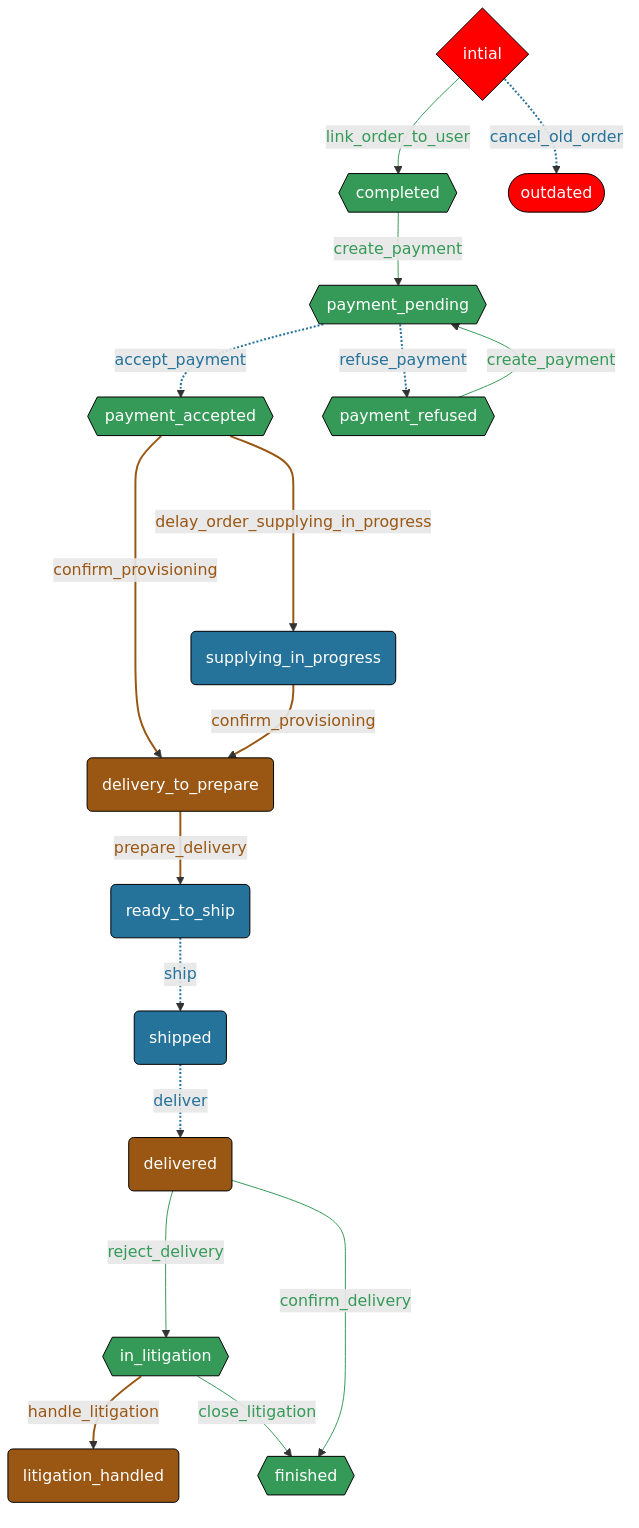 intial
link_order_to_user
cancel_old_order
completed
outdated
create_payment
payment_pending
accept_payment
refuse_payment
create_payment
payment_accepted
payment_refused
delay_order_supplying_in_progress
confirm_provisioning
supplying_in_progress
confirm_provisioning
delivery_to_prepare
prepare_delivery
ready_to_ship
ship
shipped
deliver
delivered
reject_delivery
confirm_delivery
in_litigation
handle_litigation
close_litigation
litigation_handled
finished